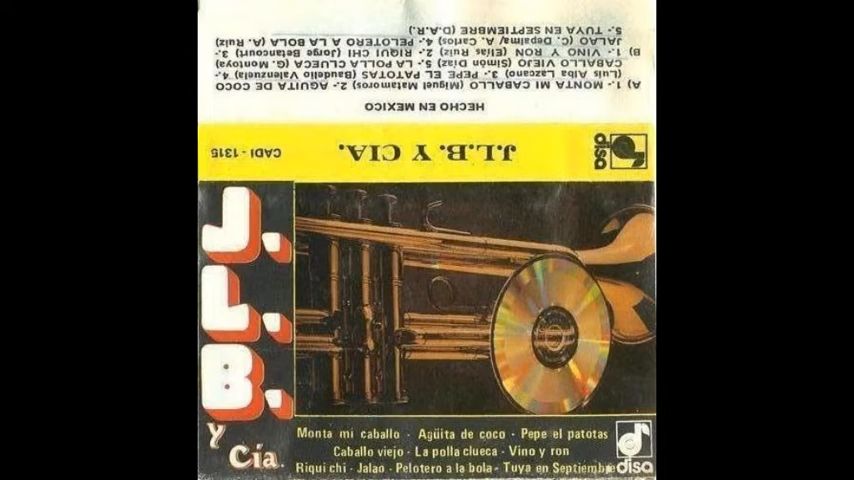 disa
J.L.B. Y CIA.
CADI - 1315
HECHO EN MEXICO
A) 1.- MONTA MI CABALLO (Miguel Matamoros) 2.- AGUITA DE COCO
(Luis Alba Lazcano) 3.- PEPE EL PATOTAS (Baudelio Valenzuela) 4.-
CABALLO VIEJO (Simón Díaz) 5.- LA POLLA CLUECA (G. Montoya)
B) 1.- VINO Y RON (Elías Ruiz) 2.- RIQUI CHI (Jorge Betancourt) 3.-
JALAO (C. Depalma/ A. Carlos) 4.- PELOTERO A LA BOLA (A. Ruiz)
5.- TUYA EN SEPTIEMBRE (D.A.R.)
J.
L.
B.
Y
Cía.
Monta mi caballo · Agüita de coco · Pepe el patotas
Caballo viejo · La polla clueca · Vino y ron
Riqui chi · Jalao · Pelotero a la bola · Tuya en Septiembre
disa